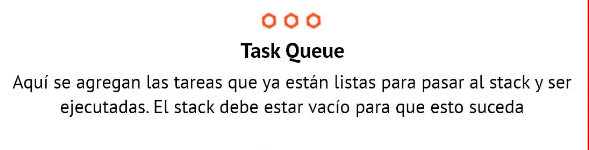 Task Queue
Aquí se agregan las tareas que ya están listas para pasar al stack y ser
ejecutadas. El stack debe estar vacío para que esto suceda